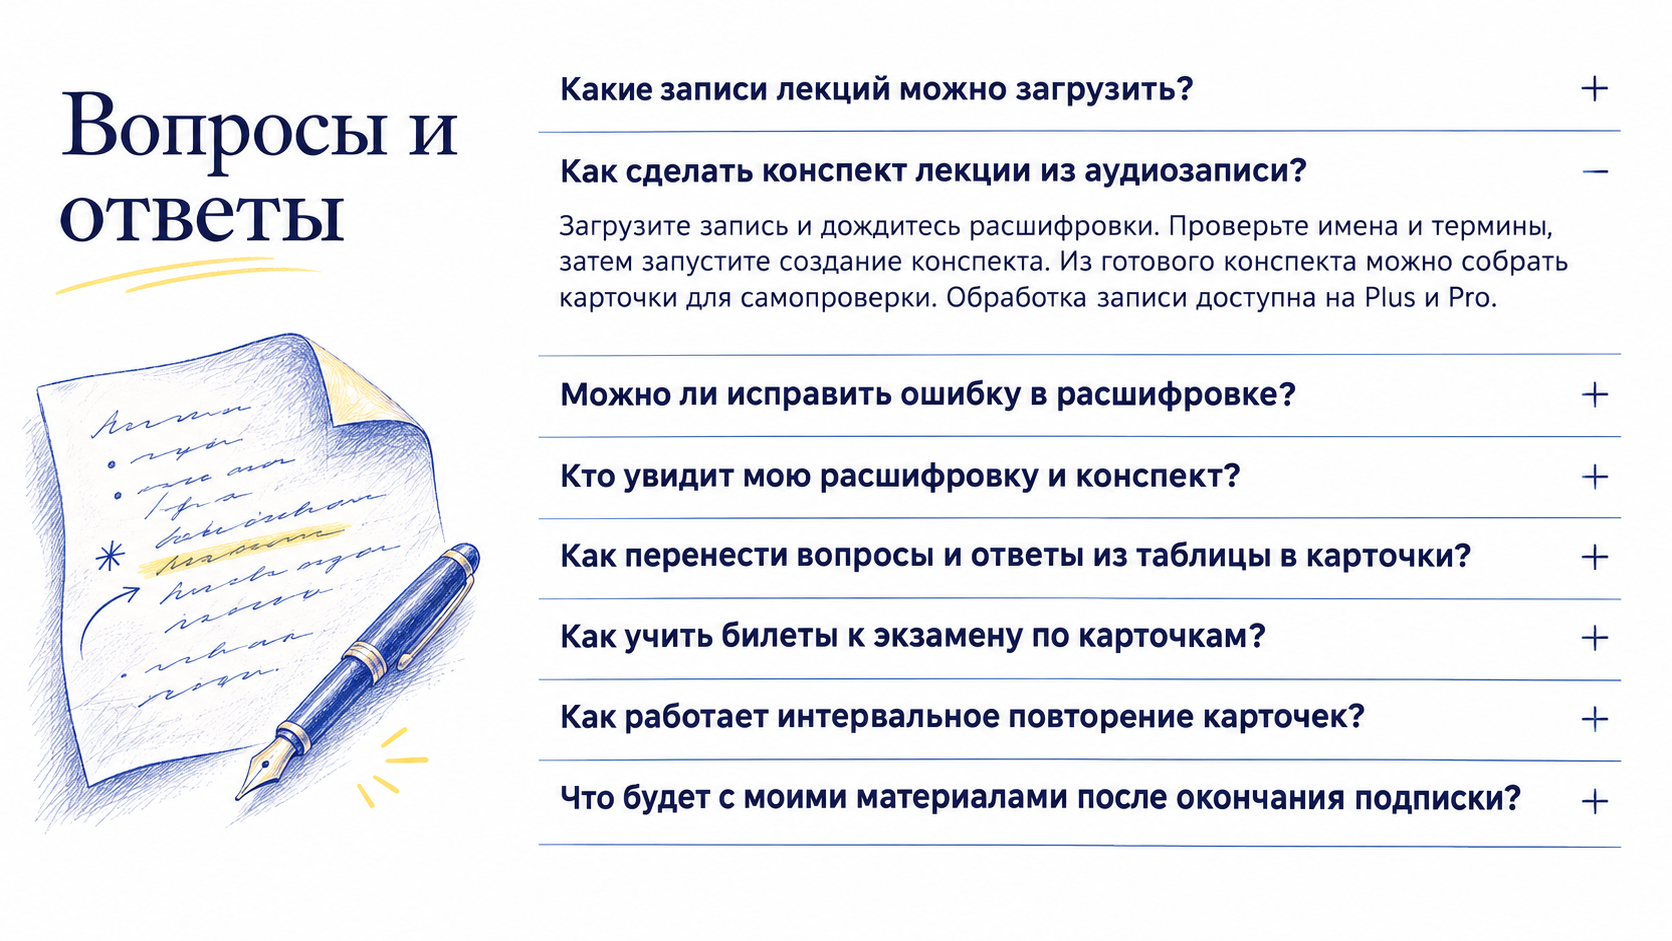 Вопросы и
ответы
Какие записи лекций можно загрузить?
Как сделать конспект лекции из аудиозаписи?
Загрузите запись и дождитесь расшифровки. Проверьте имена и термины,
затем запустите создание конспекта. Из готового конспекта можно собрать
карточки для самопроверки. Обработка записи доступна на Plus и Pro.
Можно ли исправить ошибку в расшифровке?
Кто увидит мою расшифровку и конспект?
Как перенести вопросы и ответы из таблицы в карточки?
Как учить билеты к экзамену по карточкам?
Как работает интервальное повторение карточек?
Что будет с моими материалами после окончания подписки?